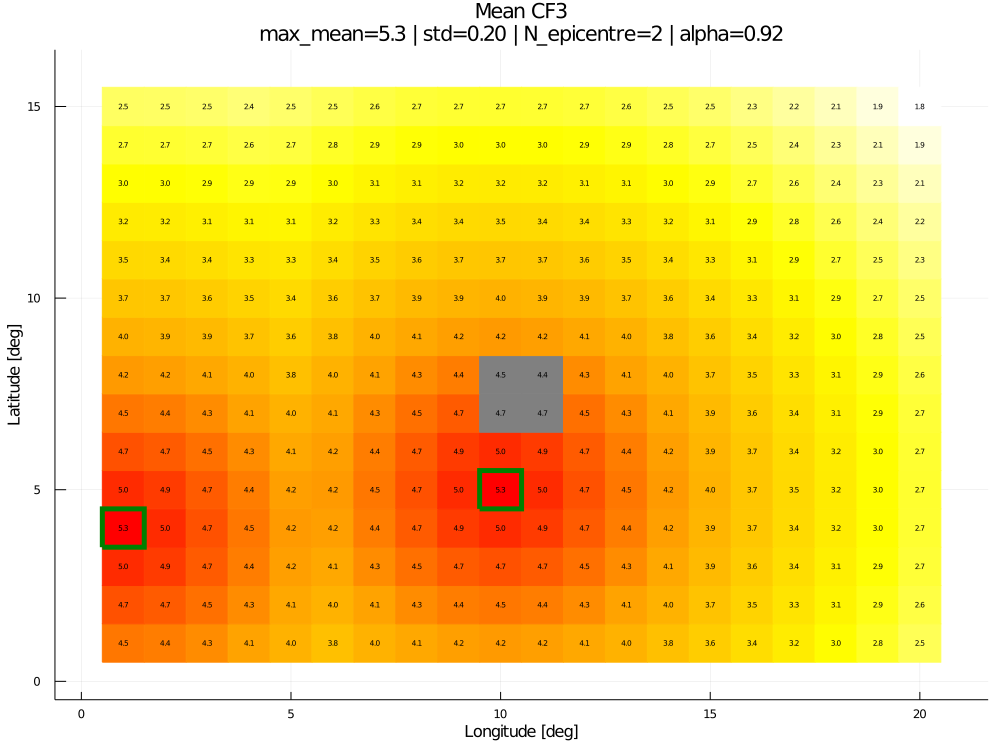 Mean CF3
max_mean=5.3 | std=0.20 | N_epicentre=2 | alpha=0.92
15
2.5 2.5 2.5 2.4 2.5 2.5 2.6 2.7 2.7 2.7 2.7 2.7 2.6 2.5 2.5 2.3 2.2 2.1 1.9 1.8
2.7 2.7 2.7 2.6 2.7 2.8 2.9 2.9 3.0 3.0 3.0 2.9 2.9 2.8 2.7 2.5 2.4 2.3 2.1 1.9
3.0 3.0 2.9 2.9 2.9 3.0 3.1 3.1 3.2 3.2 3.2 3.1 3.1 3.0 2.9 2.7 2.6 2.4 2.3 2.1
3.2 3.2 3.1 3.1 3.1 3.2 3.3 3.4 3.4 3.5 3.4 3.4 3.3 3.2 3.1 2.9 2.8 2.6 2.4 2.2
3.5 3.4 3.4 3.3 3.3 3.4 3.5 3.6 3.7 3.7 3.7 3.6 3.5 3.4 3.3 3.1 2.9 2.7 2.5 2.3
10
3.7 3.7 3.6 3.5 3.4 3.6 3.7 3.9 3.9 4.0 3.9 3.9 3.7 3.6 3.4 3.3 3.1 2.9 2.7 2.5
4.0 3.9 3.9 3.7 3.6 3.8 4.0 4.1 4.2 4.2 4.2 4.1 4.0 3.8 3.6 3.4 3.2 3.0 2.8 2.5
4.2 4.2 4.1 4.0 3.8 4.0 4.1 4.3 4.4 4.5 4.4 4.3 4.1 4.0 3.7 3.5 3.3 3.1 2.9 2.6
4.5 4.4 4.3 4.1 4.0 4.1 4.3 4.5 4.7 4.7 4.7 4.5 4.3 4.1 3.9 3.6 3.4 3.1 2.9 2.7
4.7 4.7 4.5 4.3 4.1 4.2 4.4 4.7 4.9 5.0 4.9 4.7 4.4 4.2 3.9 3.7 3.4 3.2 3.0 2.7
5
5.0 4.9 4.7 4.4 4.2 4.2 4.5 4.7 5.0 5.3 5.0 4.7 4.5 4.2 4.0 3.7 3.5 3.2 3.0 2.7
5.3 5.0 4.7 4.5 4.2 4.2 4.4 4.7 4.9 5.0 4.9 4.7 4.4 4.2 3.9 3.7 3.4 3.2 3.0 2.7
5.0 4.9 4.7 4.4 4.2 4.1 4.3 4.5 4.7 4.7 4.7 4.5 4.3 4.1 3.9 3.6 3.4 3.1 2.9 2.7
4.7 4.7 4.5 4.3 4.1 4.0 4.1 4.3 4.4 4.5 4.4 4.3 4.1 4.0 3.7 3.5 3.3 3.1 2.9 2.6
4.5 4.4 4.3 4.1 4.0 3.8 4.0 4.1 4.2 4.2 4.2 4.1 4.0 3.8 3.6 3.4 3.2 3.0 2.8 2.5
0
Latitude [deg]
0 5 10 15 20
Longitude [deg]